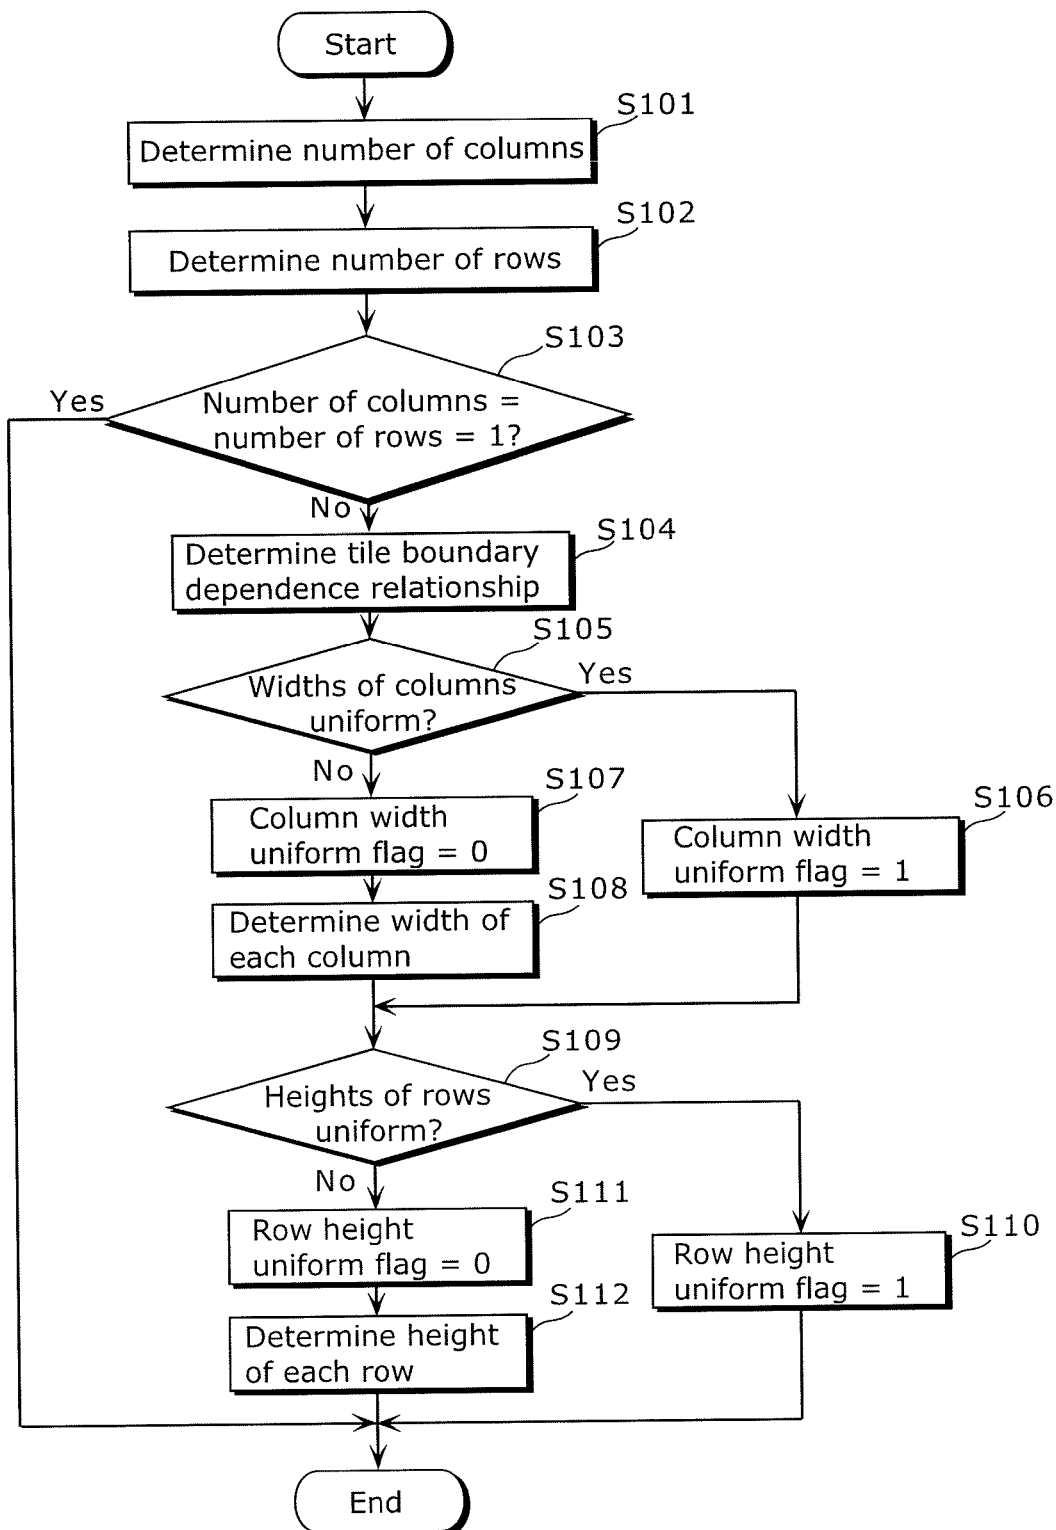 Start
S101
Determine number of columns
S102
Determine number of rows
S103
Yes
Number of columns =
number of rows = 1?
No
S104
Determine tile boundary
dependence relationship
S105
Widths of columns
uniform?
Yes
No
S107
Column width
uniform flag = 0
S106
Column width
uniform flag = 1
S108
Determine width of
each column
S109
Heights of rows
uniform?
Yes
No
S111
Row height
uniform flag = 0
S110
Row height
uniform flag = 1
S112
Determine height
of each row
End